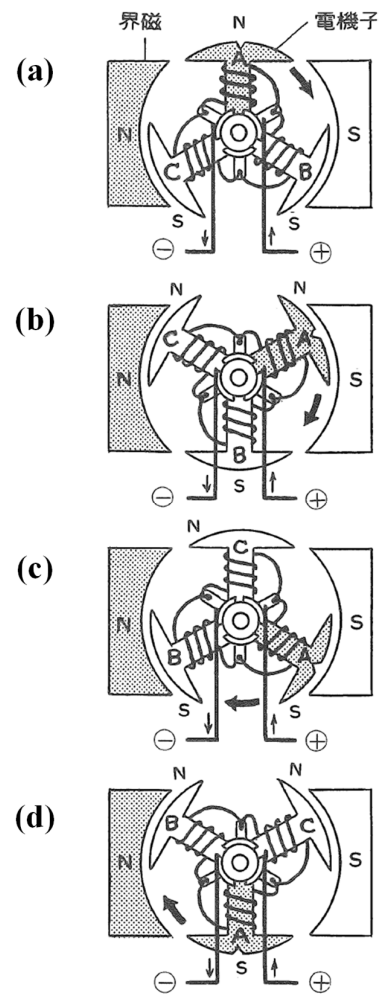 界磁 N 電機子
(a) A
N S
C B
S S
⊖ ↓ ↑ ⊕
N N
(b) C A
N S
B
⊖ ↓ S ↑ ⊕
N
(c) C
N S
B A
S S
⊖ ↓ ↑ ⊕
N N
(d) B C
N S
A
⊖ ↓ S ↑ ⊕